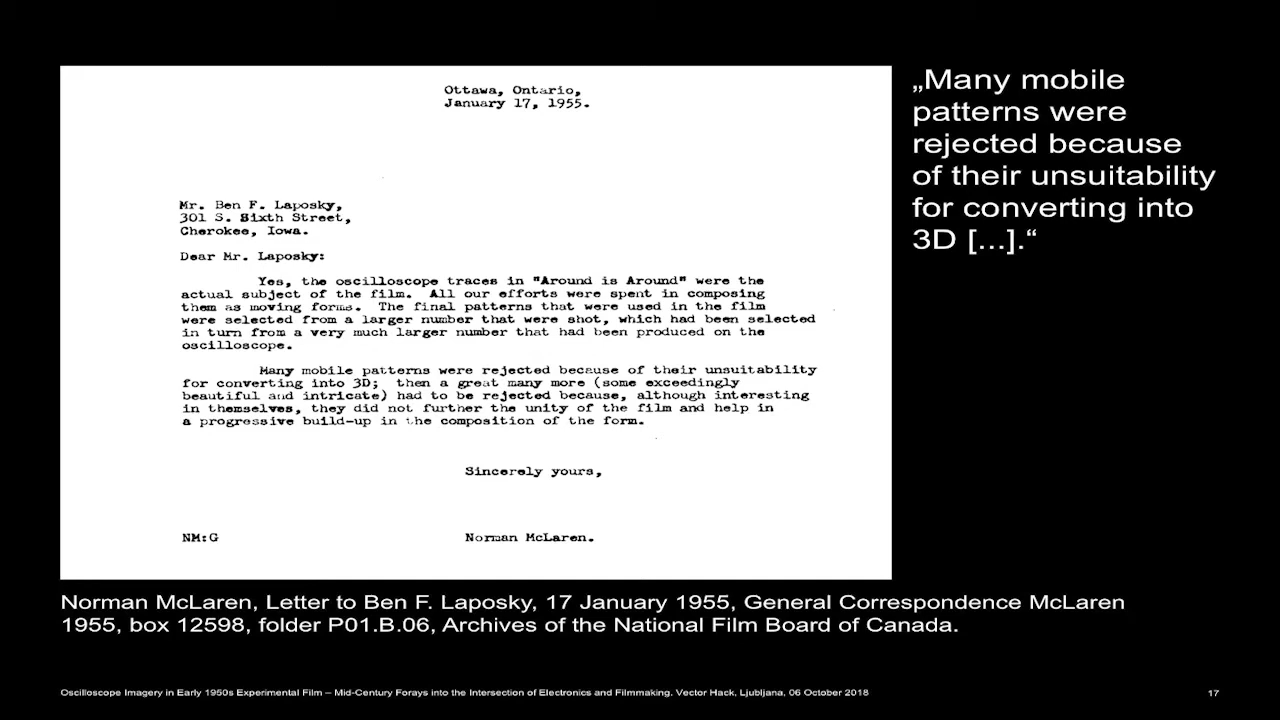 Ottawa, Ontario,
January 17, 1955.
Mr. Ben F. Laposky,
301 S. Sixth Street,
Cherokee, Iowa.
Dear Mr. Laposky:
Yes, the oscilloscope traces in "Around is Around" were the
actual subject of the film. All our efforts were spent in composing
them as moving forms. The final patterns that were used in the film
were selected from a larger number that were shot, which had been selected
in turn from a very much larger number that had been produced on the
oscilloscope.
Many mobile patterns were rejected because of their unsuitability
for converting into 3D; then a great many more (some exceedingly
beautiful and intricate) had to be rejected because, although interesting
in themselves, they did not further the unity of the film and help in
a progressive build-up in the composition of the form.
Sincerely yours,
NM:G Norman McLaren.
„Many mobile
patterns were
rejected because
of their unsuitability
for converting into
3D [...].“
Norman McLaren, Letter to Ben F. Laposky, 17 January 1955, General Correspondence McLaren
1955, box 12598, folder P01.B.06, Archives of the National Film Board of Canada.
Oscilloscope Imagery in Early 1950s Experimental Film – Mid-Century Forays into the Intersection of Electronics and Filmmaking. Vector Hack, Ljubljana, 06 October 2018 17